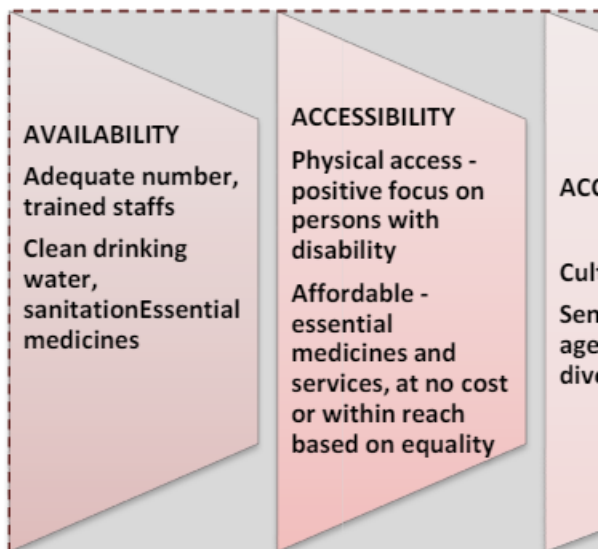 AVAILABILITY
Adequate number,
trained staffs
Clean drinking
water,
sanitationEssential
medicines
ACCESSIBILITY
Physical access -
positive focus on
persons with
disability
Affordable -
essential
medicines and
services, at no cost
or within reach
based on equality